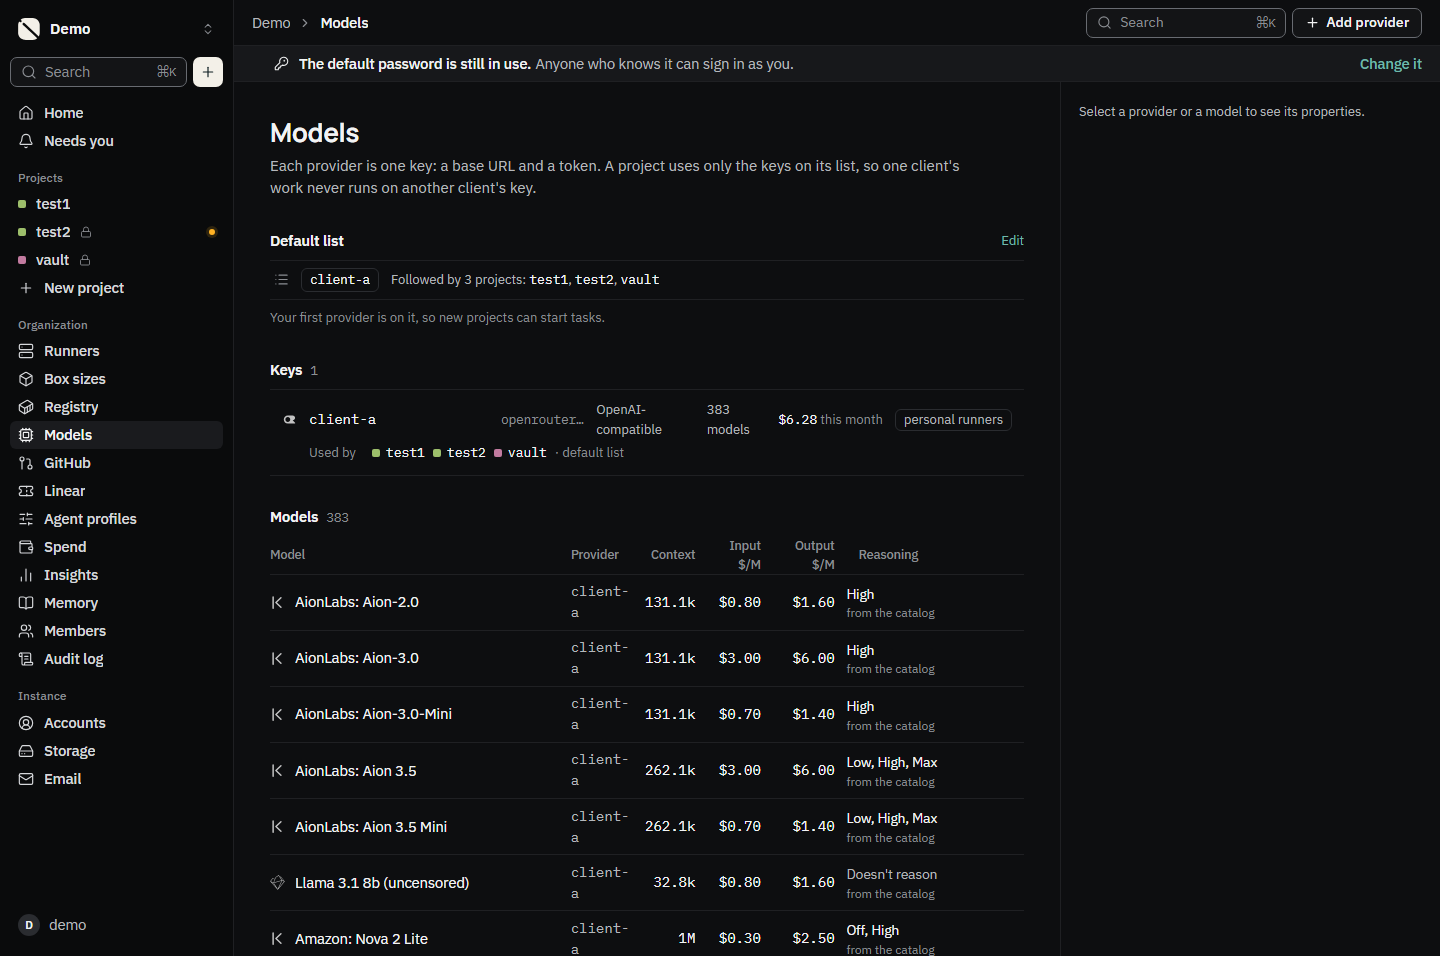 Demo
Search ⌘K
Home
Needs you
Projects
test1
test2
vault
New project
Organization
Runners
Box sizes
Registry
Models
GitHub
Linear
Agent profiles
Spend
Insights
Memory
Members
Audit log
Instance
Accounts
Storage
Email
D demo
Demo > Models
Search ⌘K
+ Add provider
The default password is still in use. Anyone who knows it can sign in as you.
Change it
Models
Each provider is one key: a base URL and a token. A project uses only the keys on its list, so one client's
work never runs on another client's key.
Default list
Edit
client-a Followed by 3 projects: test1, test2, vault
Your first provider is on it, so new projects can start tasks.
Keys 1
client-a openrouter… OpenAI-compatible 383 models $6.28 this month personal runners
Used by test1 test2 vault · default list
Models 383
Model Provider Context Input $/M Output $/M Reasoning
AionLabs: Aion-2.0 client-a 131.1k $0.80 $1.60 High
from the catalog
AionLabs: Aion-3.0 client-a 131.1k $3.00 $6.00 High
from the catalog
AionLabs: Aion-3.0-Mini client-a 131.1k $0.70 $1.40 High
from the catalog
AionLabs: Aion 3.5 client-a 262.1k $3.00 $6.00 Low, High, Max
from the catalog
AionLabs: Aion 3.5 Mini client-a 262.1k $0.70 $1.40 Low, High, Max
from the catalog
Llama 3.1 8b (uncensored) client-a 32.8k $0.80 $1.60 Doesn't reason
from the catalog
Amazon: Nova 2 Lite client-a 1M $0.30 $2.50 Off, High
from the catalog
Select a provider or a model to see its properties.